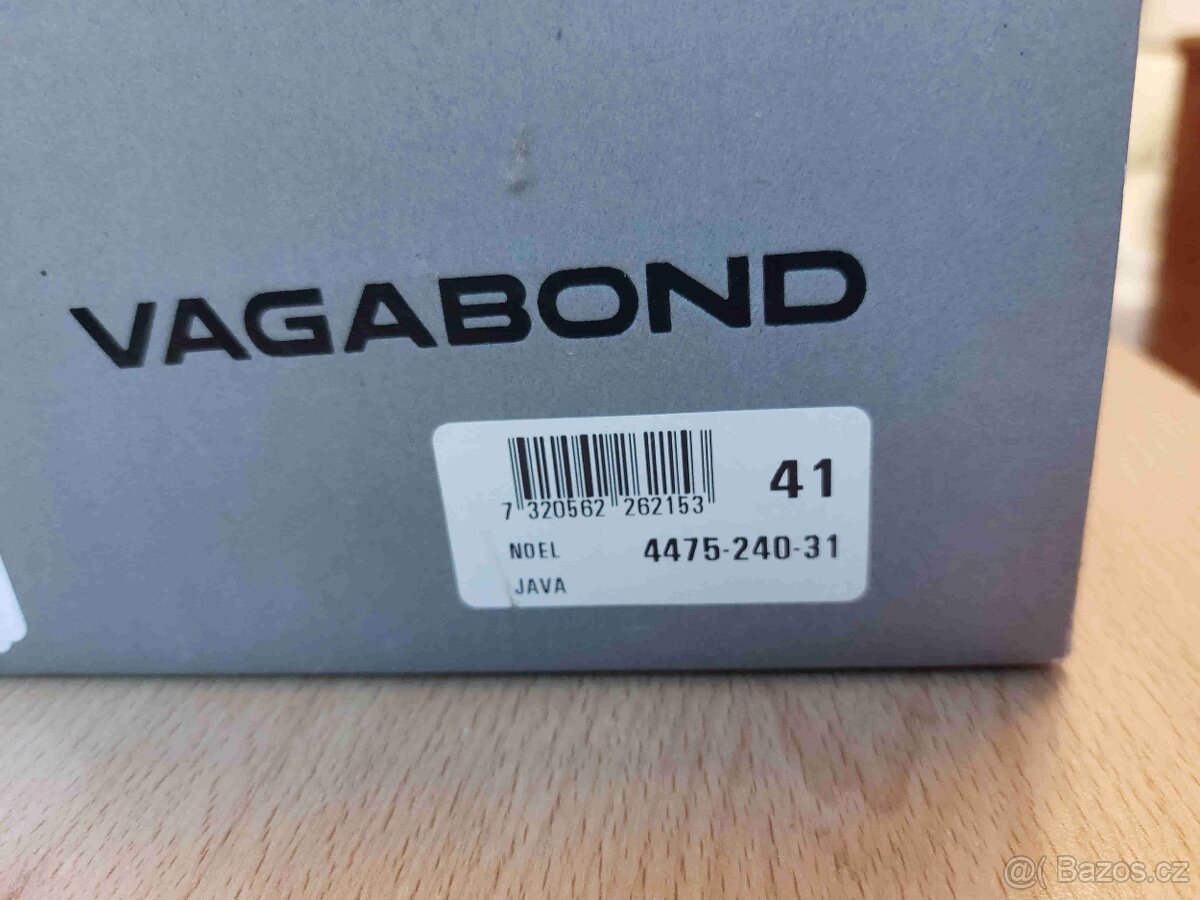 VAGABOND
41
7 320562 262153
NOEL 4475-240-31
JAVA
@( Bazos.cz